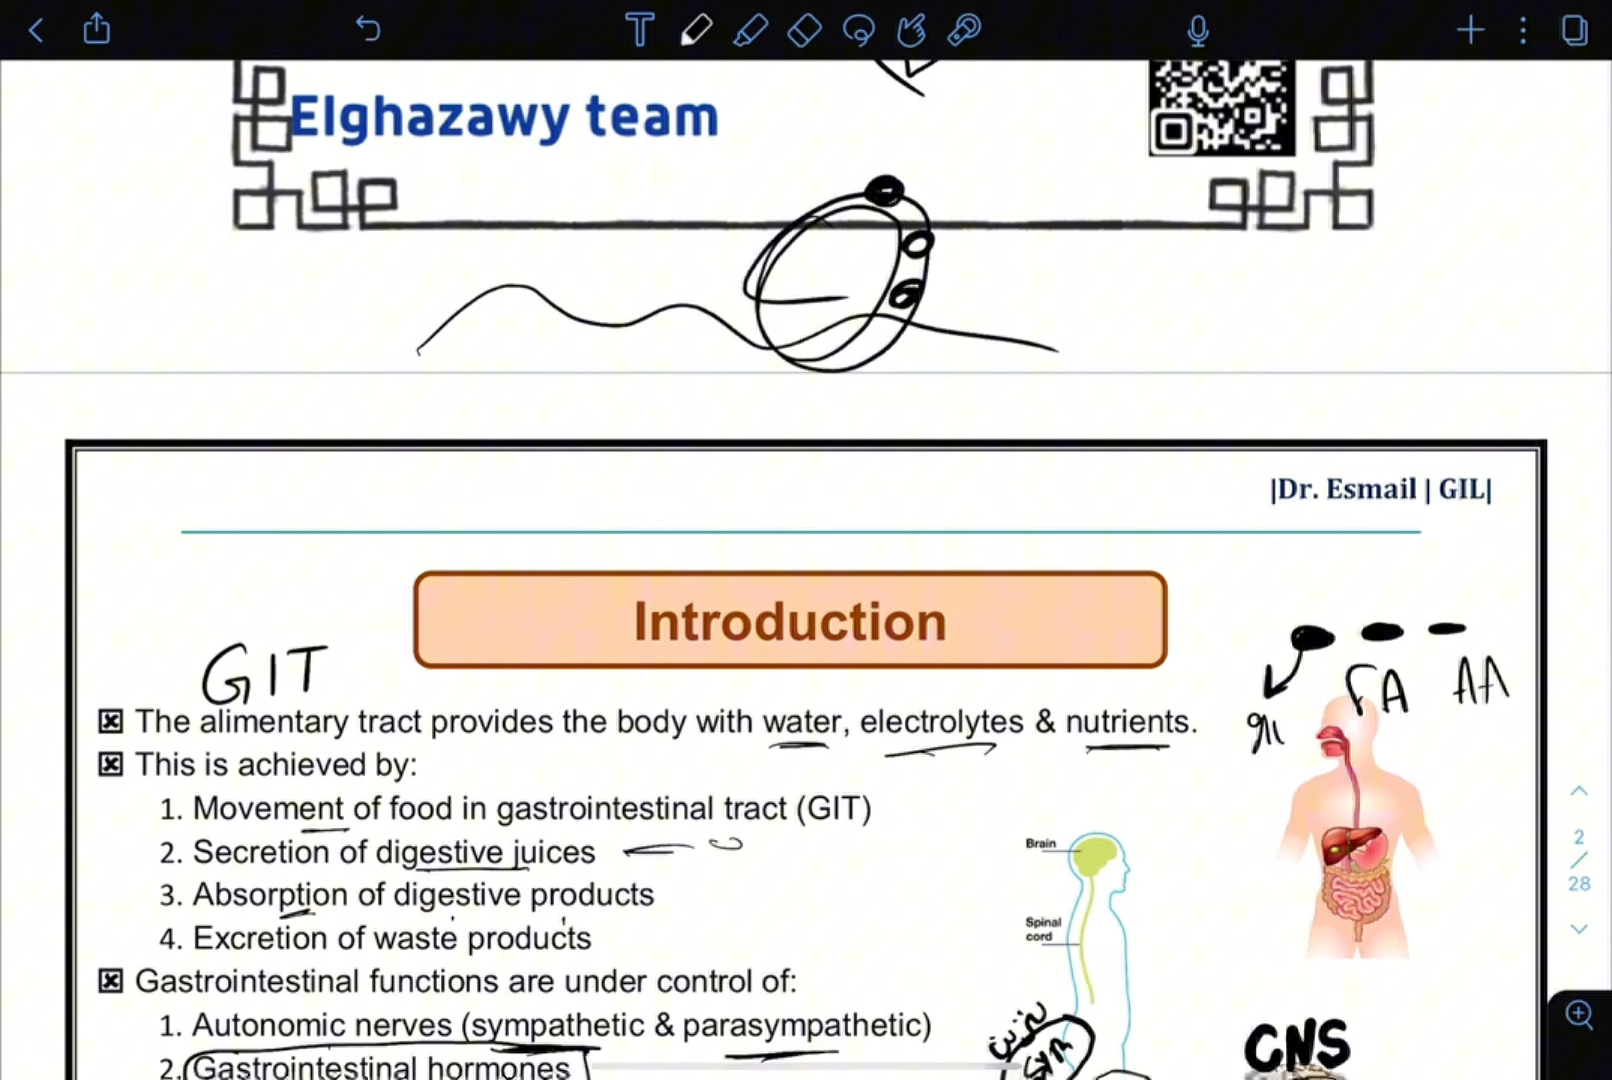 Elghazawy team
|Dr. Esmail | GIL|
Introduction
GIT
FA AA
The alimentary tract provides the body with water, electrolytes & nutrients.
This is achieved by:
1. Movement of food in gastrointestinal tract (GIT)
2. Secretion of digestive juices
3. Absorption of digestive products
4. Excretion of waste products
Brain
Spinal
cord
Gastrointestinal functions are under control of:
1. Autonomic nerves (sympathetic & parasympathetic)
2. Gastrointestinal hormones
CNS
2
/
28